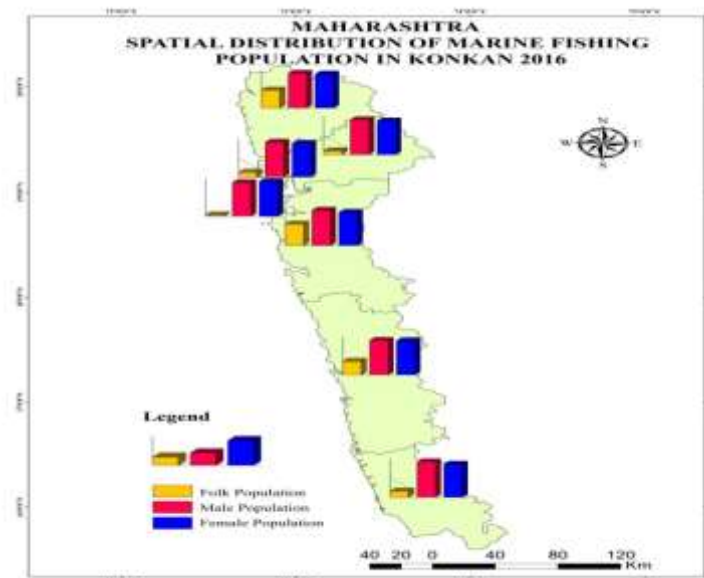 MAHARASHTRA
SPATIAL DISTRIBUTION OF MARINE FISHING
POPULATION IN KONKAN 2016
N
W E
S
Legend
Folk Population
Male Population
Female Population
40 20 0 40 80 120
Km